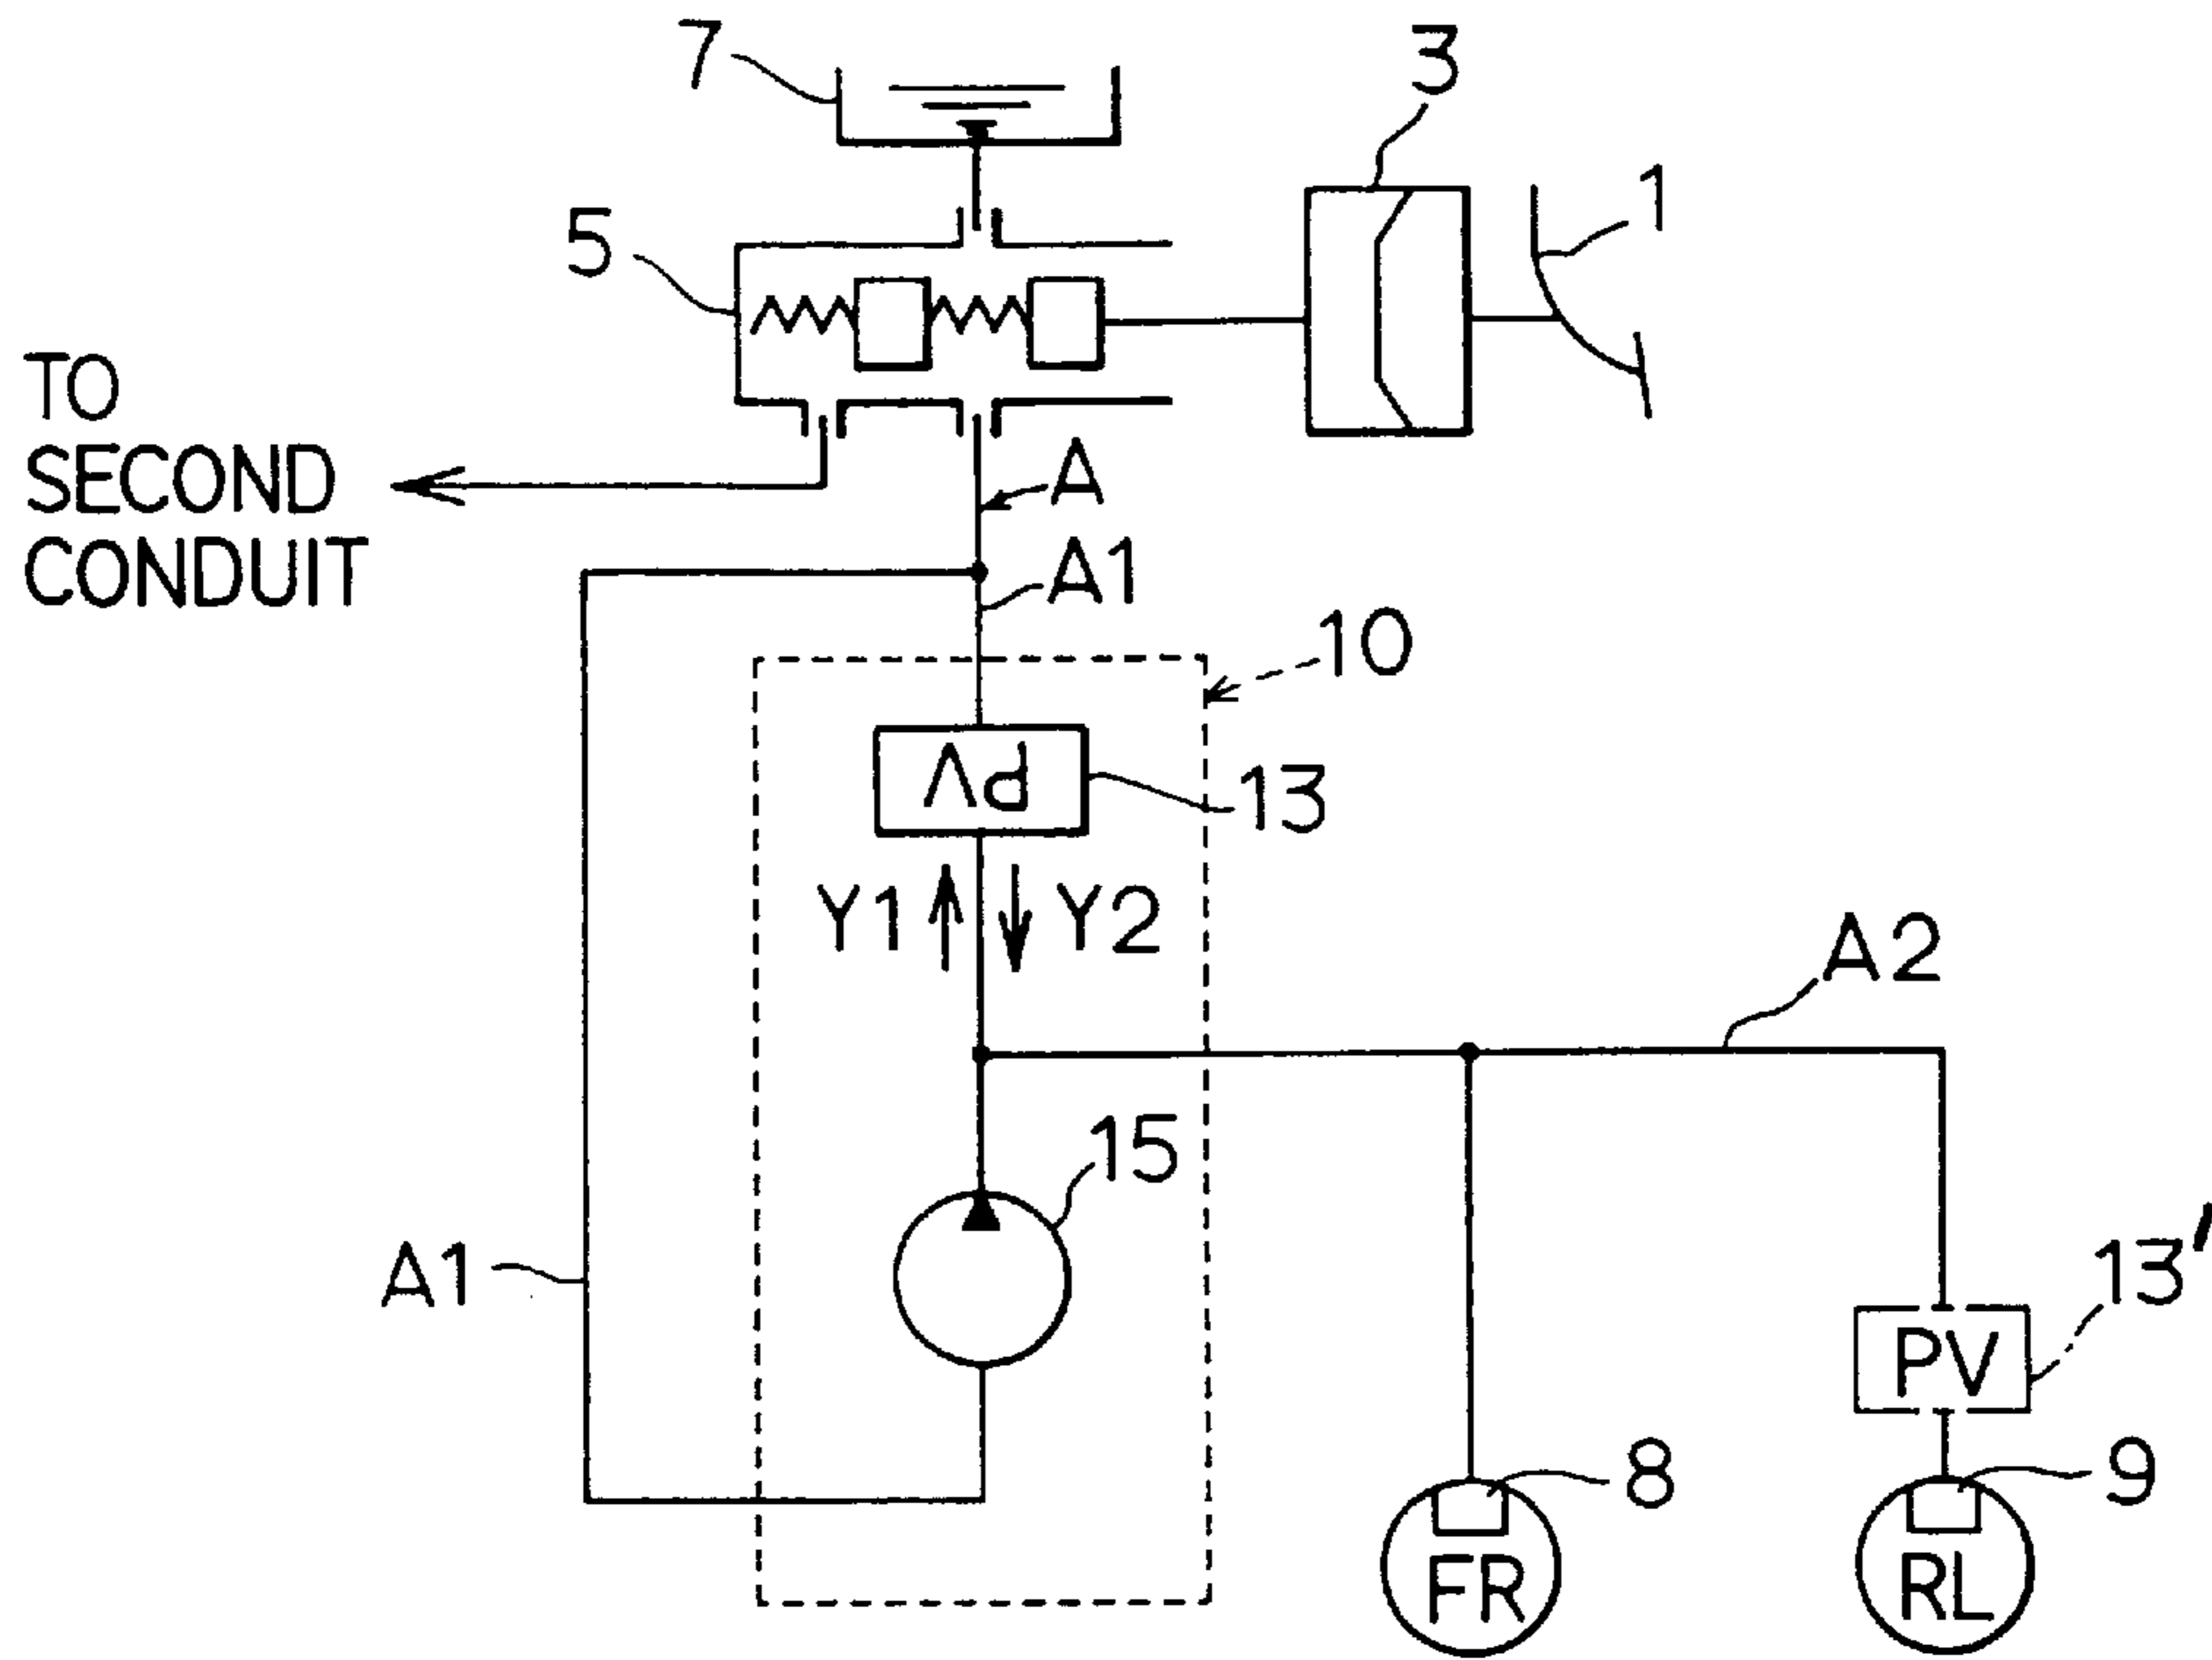 7
3
1
5
TO
SECOND
CONDUIT
A
A1
10
PV
13
Y1
Y2
A2
15
A1
13'
PV
8
9
FR
RL